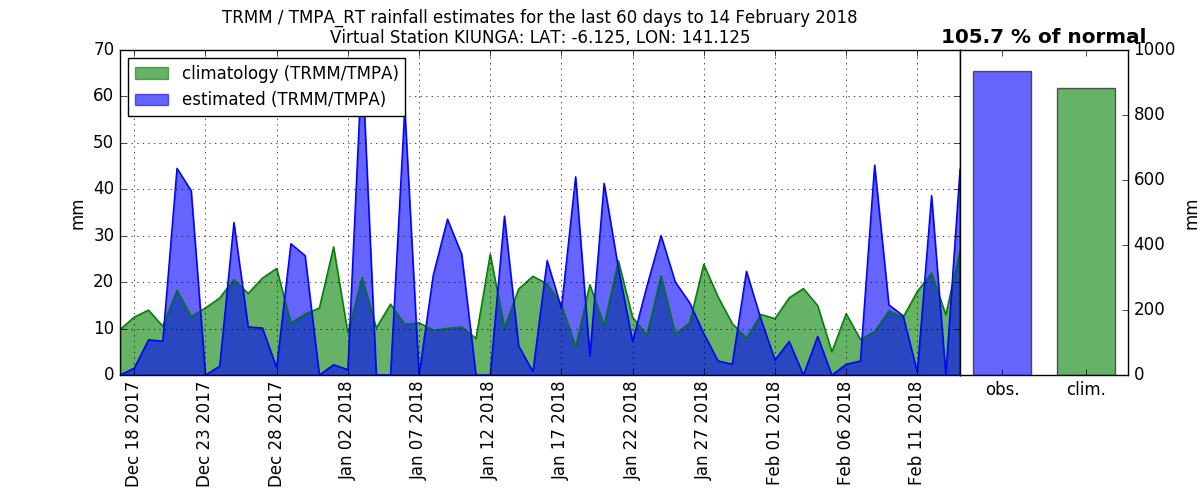 TRMM / TMPA_RT rainfall estimates for the last 60 days to 14 February 2018
Virtual Station KIUNGA: LAT: -6.125, LON: 141.125
105.7 % of normal
climatology (TRMM/TMPA)
estimated (TRMM/TMPA)
mm
70
60
50
40
30
20
10
0
Dec 18 2017
Dec 23 2017
Dec 28 2017
Jan 02 2018
Jan 07 2018
Jan 12 2018
Jan 17 2018
Jan 22 2018
Jan 27 2018
Feb 01 2018
Feb 06 2018
Feb 11 2018
obs.
clim.
1000
800
600
400
200
0
mm